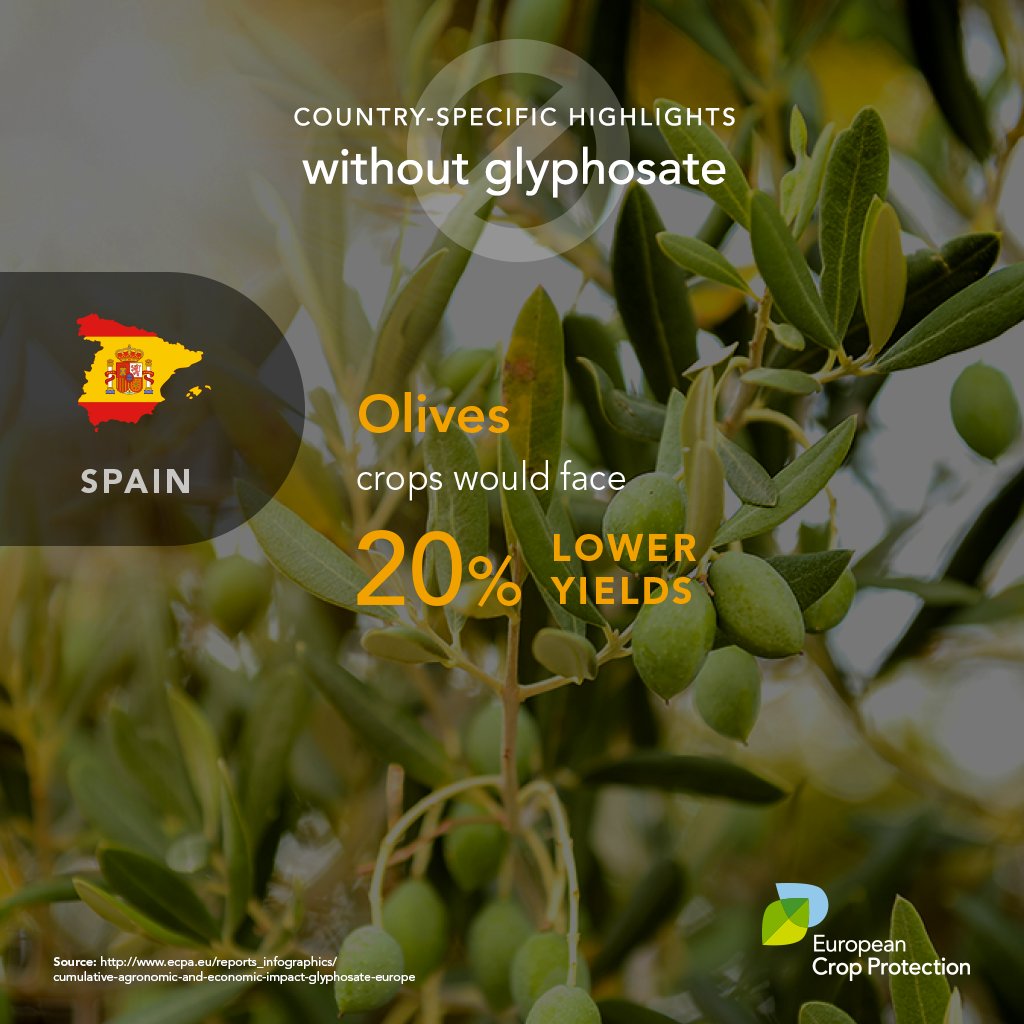 COUNTRY-SPECIFIC HIGHLIGHTS
without glyphosate
SPAIN
Olives
crops would face
20% LOWER
YIELDS
Source: http://www.ecpa.eu/reports_infographics/
cumulative-agronomic-and-economic-impact-glyphosate-europe
European
Crop Protection